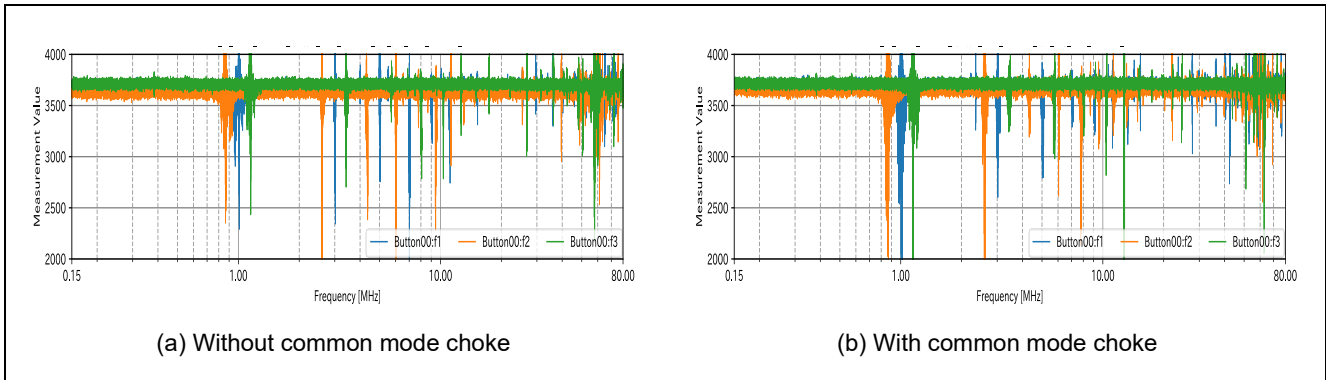 4000
3500
3000
2500
2000
Measurement Value
0.15
1.00
10.00
80.00
Frequency [MHz]
Button00:f1
Button00:f2
Button00:f3
(a) Without common mode choke
4000
3500
3000
2500
2000
Measurement Value
0.15
1.00
10.00
80.00
Frequency [MHz]
Button00:f1
Button00:f2
Button00:f3
(b) With common mode choke